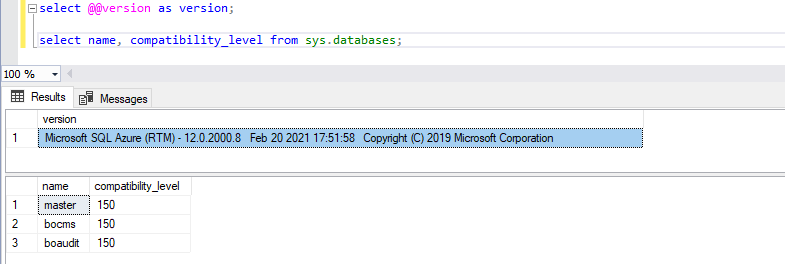 select @@version as version;
select name, compatibility_level from sys.databases;
100 %
Results Messages
version
1 Microsoft SQL Azure (RTM) - 12.0.2000.8 Feb 20 2021 17:51:58 Copyright (C) 2019 Microsoft Corporation
name compatibility_level
1 master 150
2 bocms 150
3 boaudit 150